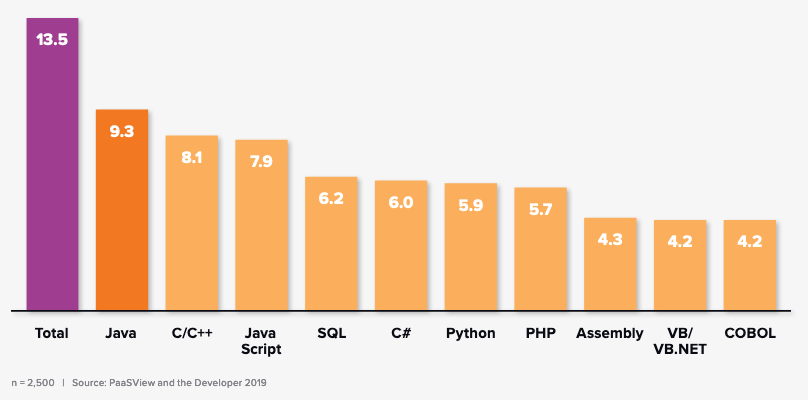 13.5
9.3
8.1
7.9
6.2
6.0
5.9
5.7
4.3
4.2
4.2
Total
Java
C/C++
Java
Script
SQL
C#
Python
PHP
Assembly
VB/
VB.NET
COBOL
n = 2,500 | Source: PaaSView and the Developer 2019